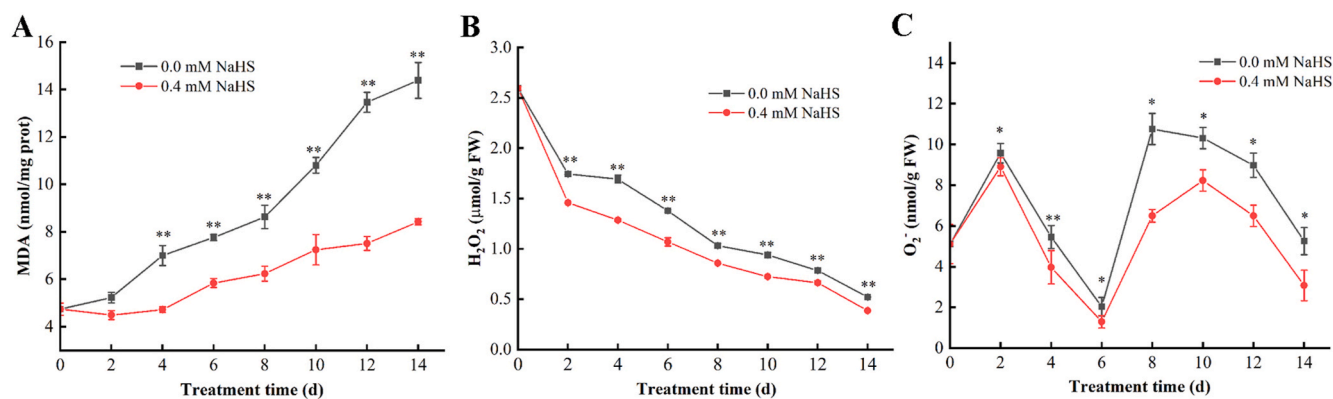 A
16
14
12
10
8
6
4
MDA (nmol/mg prot)
0.0 mM NaHS
0.4 mM NaHS
** ** ** ** ** **
0 2 4 6 8 10 12 14
Treatment time (d)
B
3.0
2.5
2.0
1.5
1.0
0.5
0.0
H₂O₂ (μmol/g FW)
0.0 mM NaHS
0.4 mM NaHS
** ** ** ** ** ** **
0 2 4 6 8 10 12 14
Treatment time (d)
C
14
12
10
8
6
4
2
0
O₂⁻ (nmol/g FW)
0.0 mM NaHS
0.4 mM NaHS
* ** * * * * *
0 2 4 6 8 10 12 14
Treatment time (d)